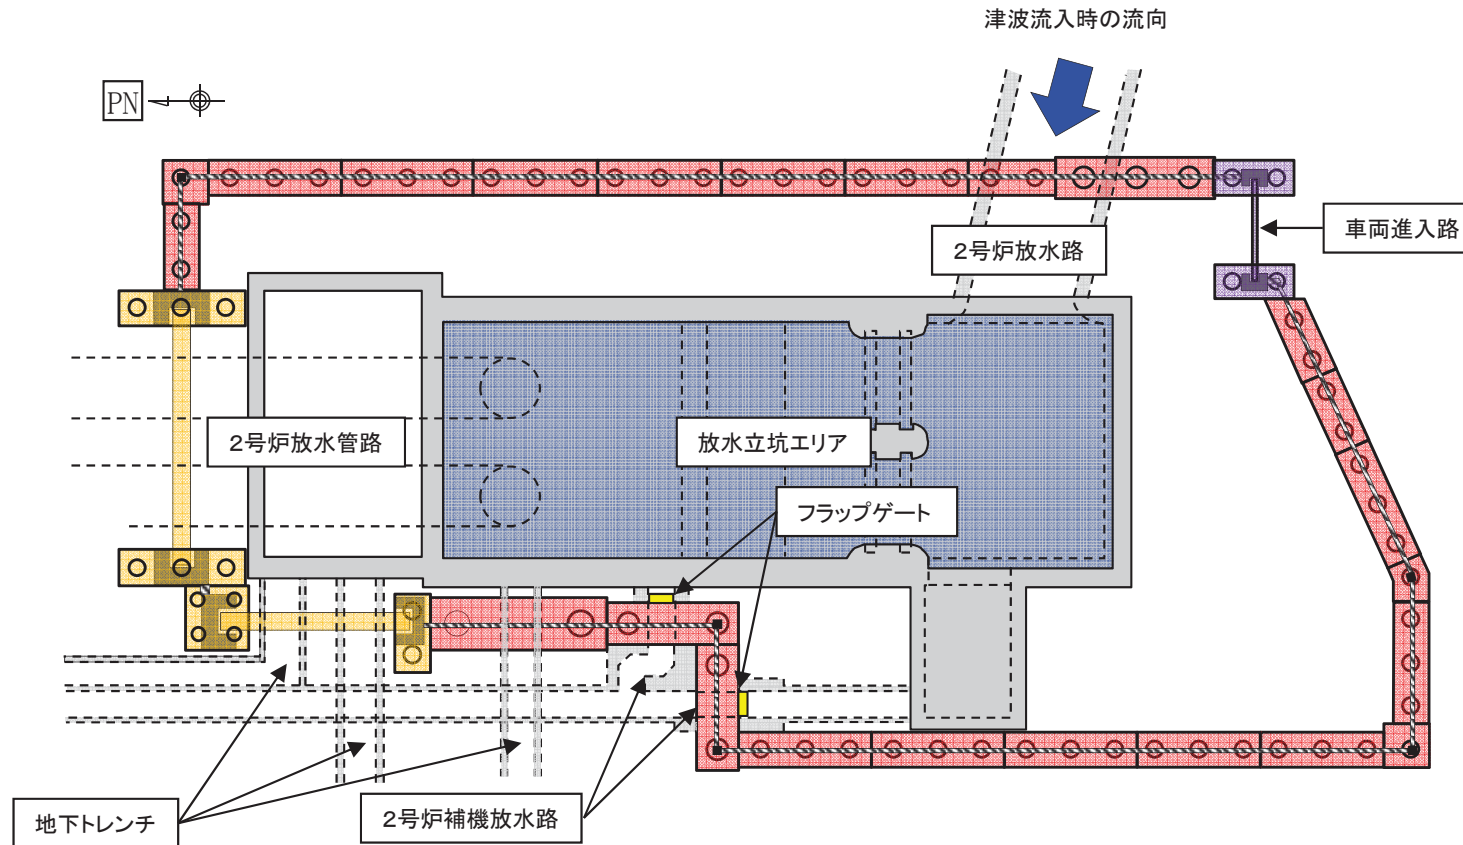 津波流入時の流向
PN
車両進入路
2号炉放水路
2号炉放水管路
放水立坑エリア
フラップゲート
地下トレンチ
2号炉補機放水路